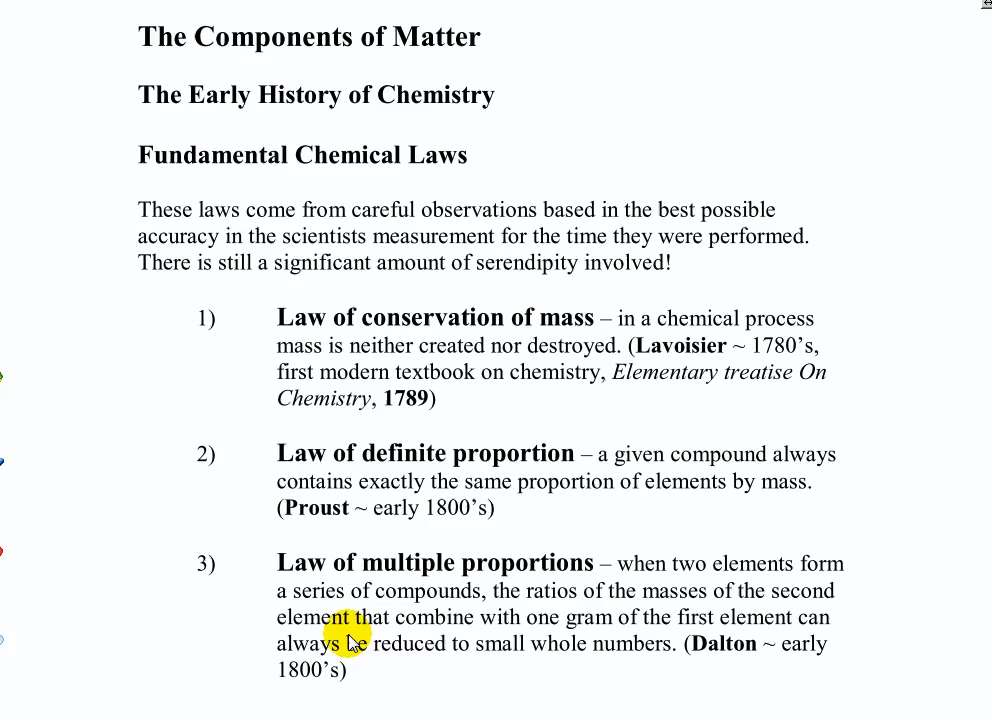 The Components of Matter
The Early History of Chemistry
Fundamental Chemical Laws
These laws come from careful observations based in the best possible
accuracy in the scientists measurement for the time they were performed.
There is still a significant amount of serendipity involved!
1) Law of conservation of mass – in a chemical process
mass is neither created nor destroyed. (Lavoisier ~ 1780’s,
first modern textbook on chemistry, Elementary treatise On
Chemistry, 1789)
2) Law of definite proportion – a given compound always
contains exactly the same proportion of elements by mass.
(Proust ~ early 1800’s)
3) Law of multiple proportions – when two elements form
a series of compounds, the ratios of the masses of the second
element that combine with one gram of the first element can
always be reduced to small whole numbers. (Dalton ~ early
1800’s)